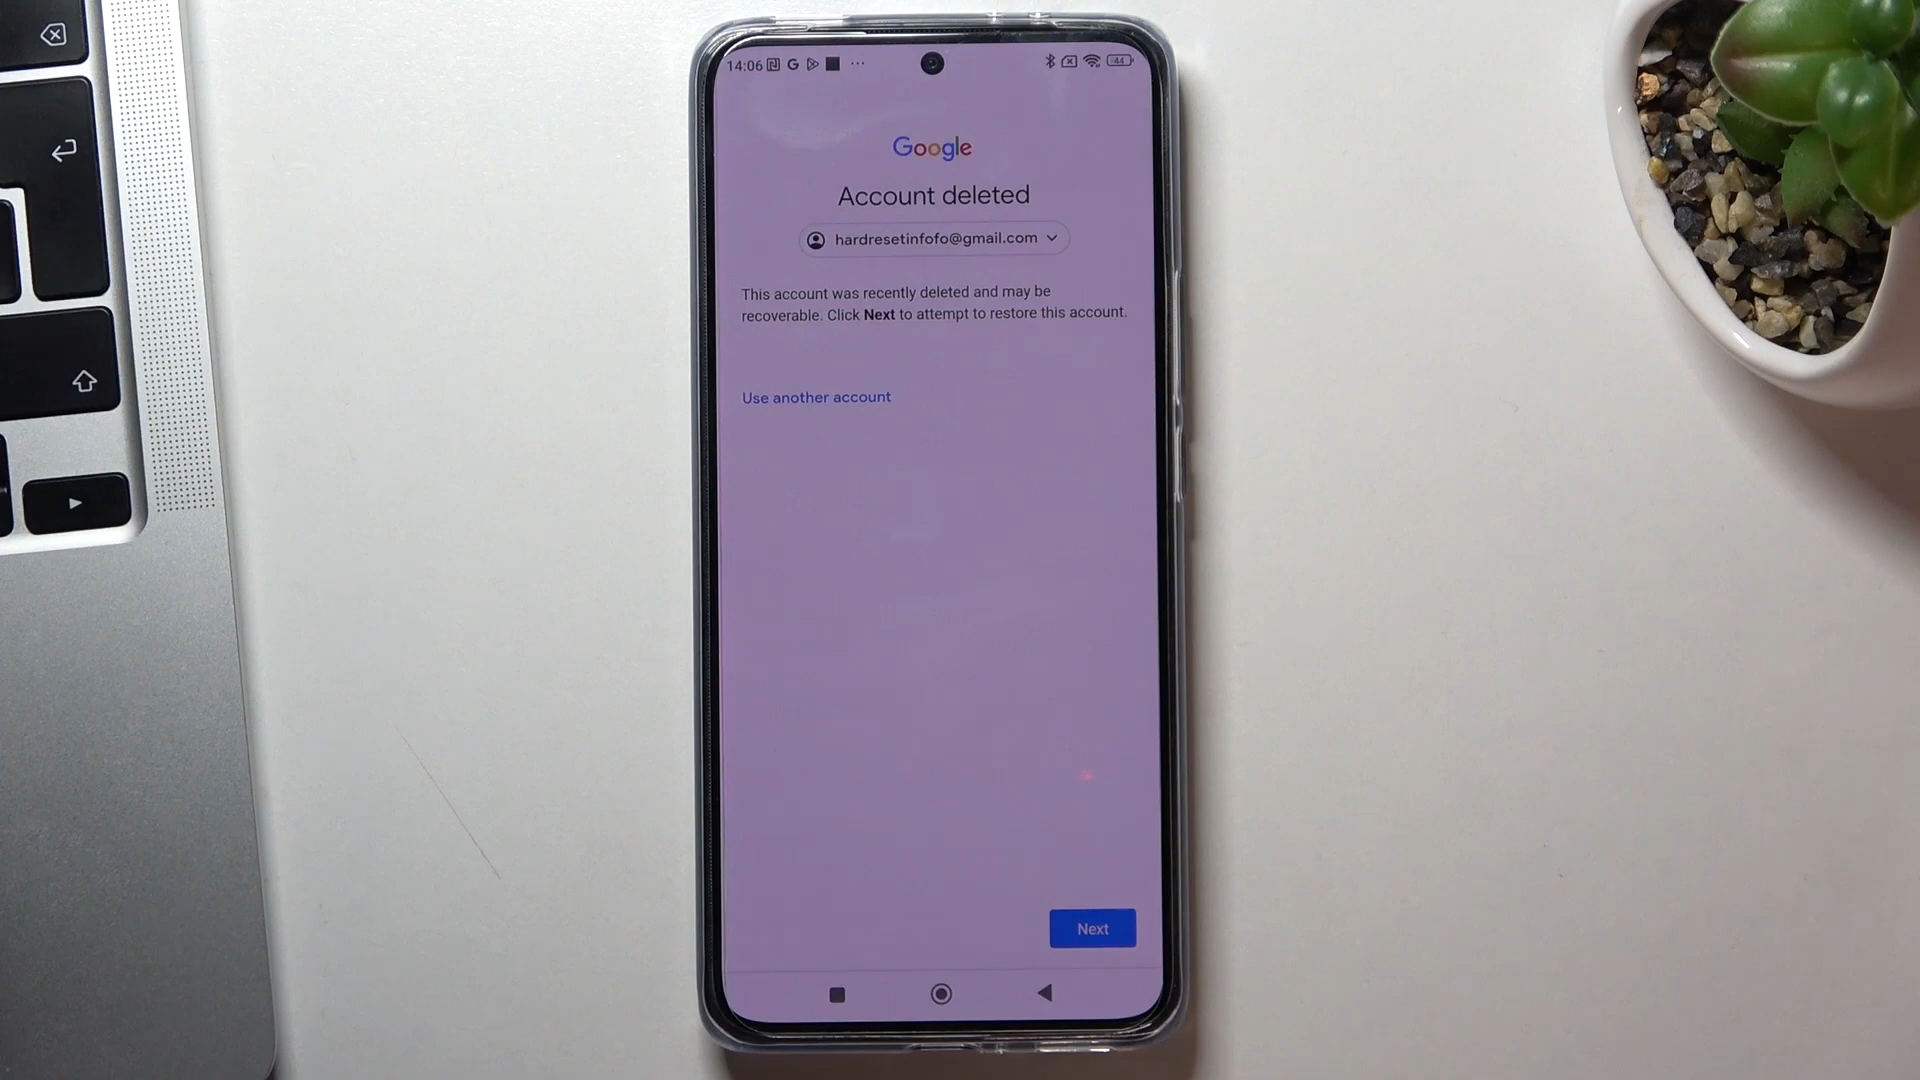 14:06
44
Google
Account deleted
hardresetinfofo@gmail.com
This account was recently deleted and may be
recoverable. Click Next to attempt to restore this account.
Use another account
Next